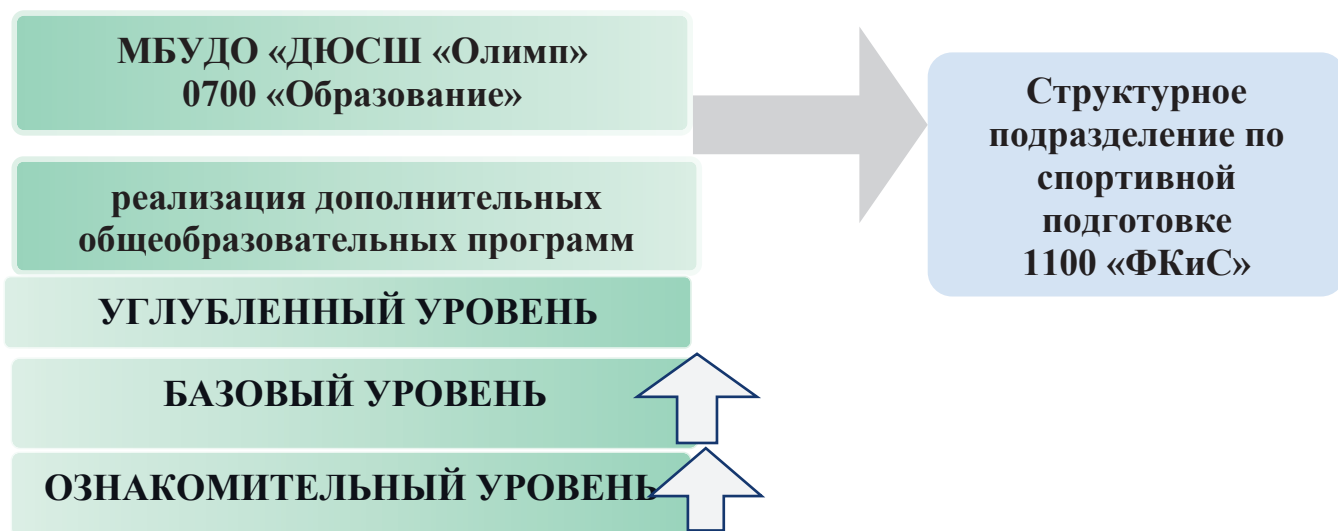 МБУДО «ДЮСШ «Олимп»
0700 «Образование»
реализация дополнительных
общеобразовательных программ
УГЛУБЛЕННЫЙ УРОВЕНЬ
БАЗОВЫЙ УРОВЕНЬ
ОЗНАКОМИТЕЛЬНЫЙ УРОВЕНЬ
Структурное
подразделение по
спортивной
подготовке
1100 «ФКиС»